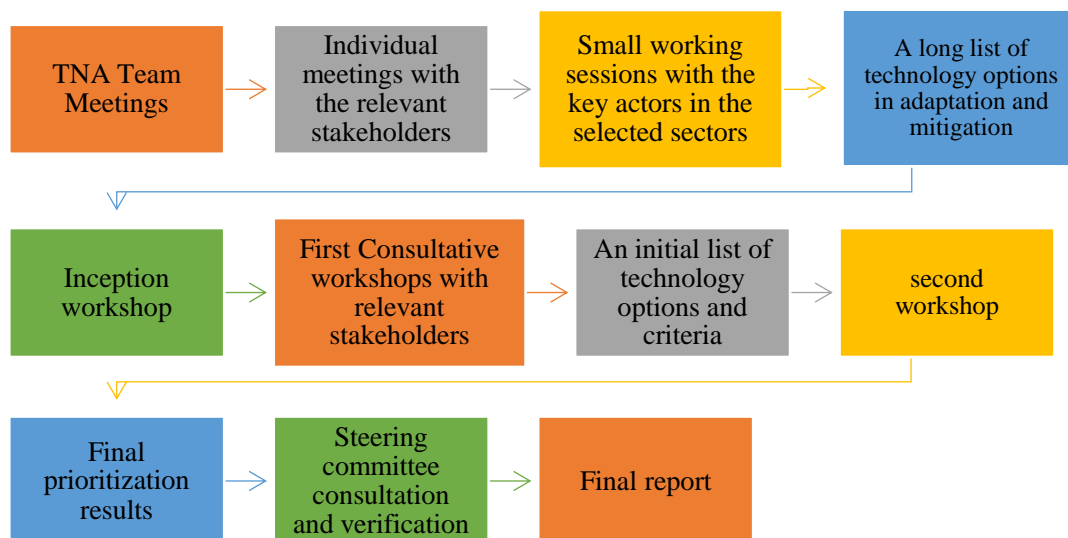 TNA Team
Meetings
Individual
meetings with
the relevant
stakeholders
Small working
sessions with the
key actors in the
selected sectors
A long list of
technology options
in adaptation and
mitigation
Inception
workshop
First Consultative
workshops with
relevant
stakeholders
An initial list of
technology
options and
criteria
second
workshop
Final
prioritization
results
Steering
committee
consultation
and verification
Final report